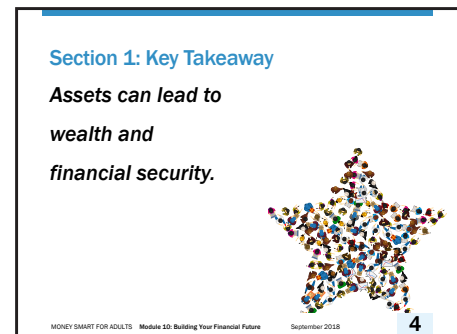 Section 1: Key Takeaway
Assets can lead to
wealth and
financial security.
MONEY SMART FOR ADULTS Module 10: Building Your Financial Future September 2018 4